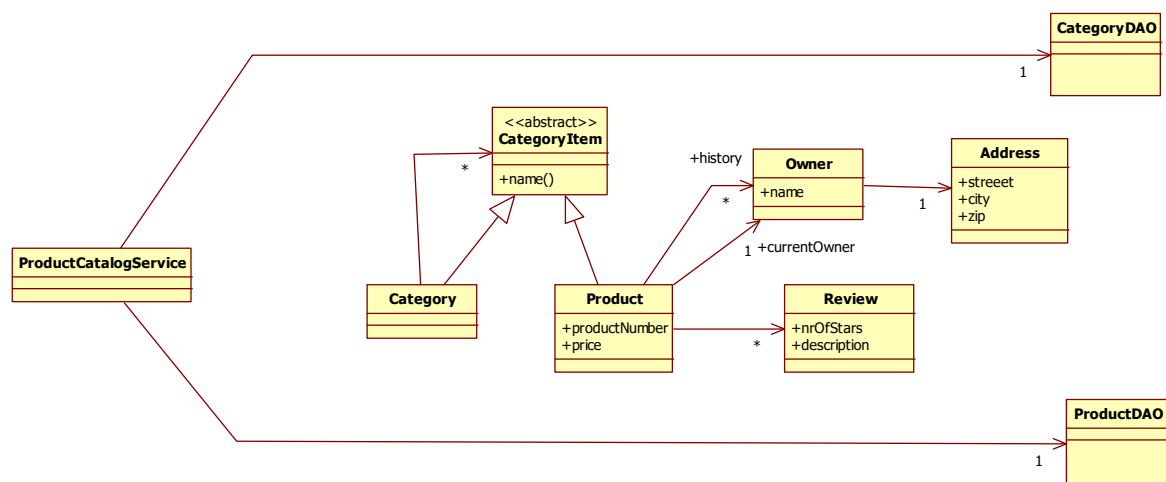 CategoryDAO
1
<<abstract>>
CategoryItem
+name()
*
+history
*
Owner
+name
1
Address
+streeet
+city
+zip
1
+currentOwner
ProductCatalogService
Category
Product
+productNumber
+price
*
Review
+nrOfStars
+description
ProductDAO
1